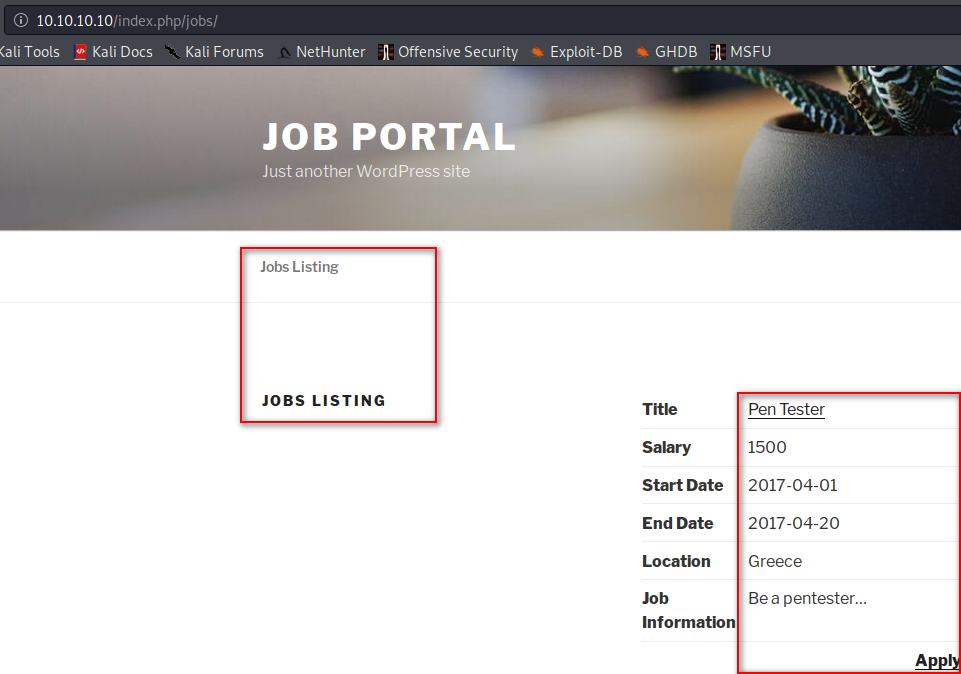 10.10.10.10/index.php/jobs/
Kali Tools Kali Docs Kali Forums NetHunter Offensive Security Exploit-DB GHDB MSFU
JOB PORTAL
Just another WordPress site
Jobs Listing
JOBS LISTING
Title Pen Tester
Salary 1500
Start Date 2017-04-01
End Date 2017-04-20
Location Greece
Job Be a pentester...
Information
Apply